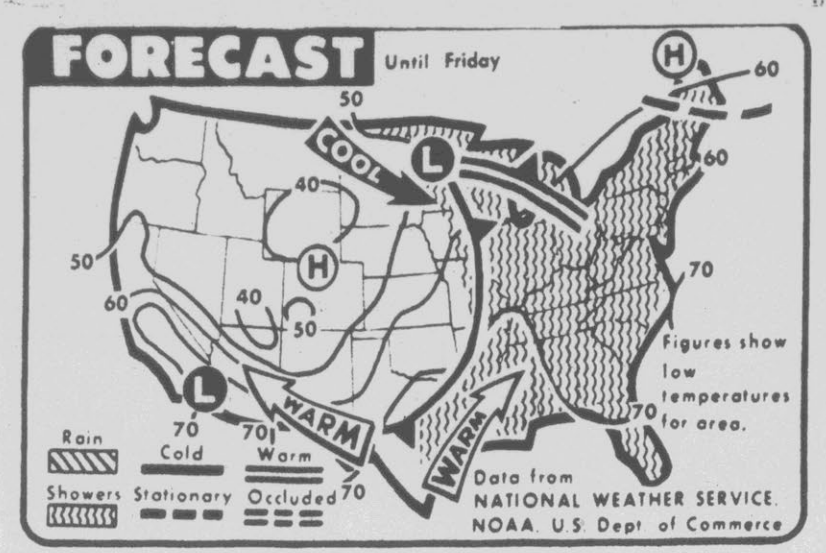 FORECAST Until Friday
H
60
50
COOL
L
60
40
H
50
70
60
40
50
Figures show
low
temperatures
for area.
L
WARM
WARM
70
70
70
70
Rain
Cold
Warm
Showers
Stationary
Occluded
Data from
NATIONAL WEATHER SERVICE.
NOAA. U.S. Dept. of Commerce